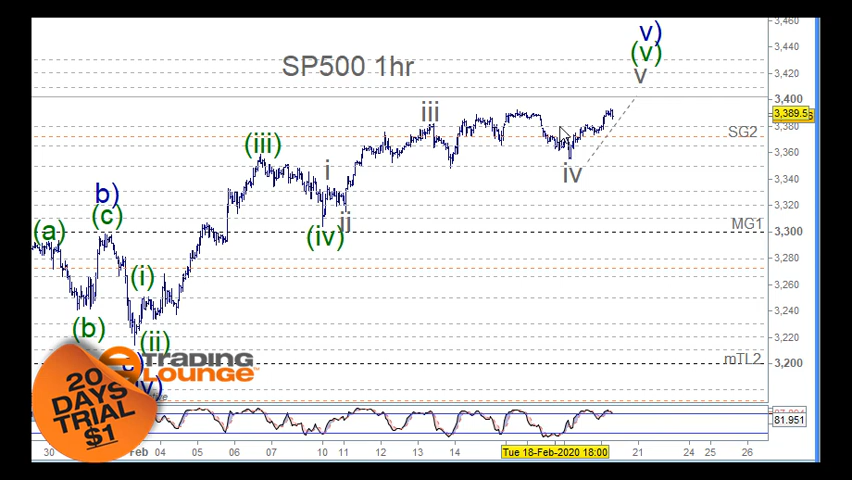 SP500 1hr
v)
(v)
v
3,460
3,440
3,420
3,400
3,389.5
3,380
3,360
3,340
3,320
3,300
3,280
3,260
3,240
3,220
3,200
SG2
MG1
mTL2
iii
iv
(iii)
i
ii
(iv)
b)
(c)
(a)
(i)
(b)
(ii)
TRADING
LOUNGE
20
DAYS
TRIAL
$1
81.951
30
Feb
04
05
06
07
10
11
12
13
14
Tue 18-Feb-2020 18:00
21
24
25
26